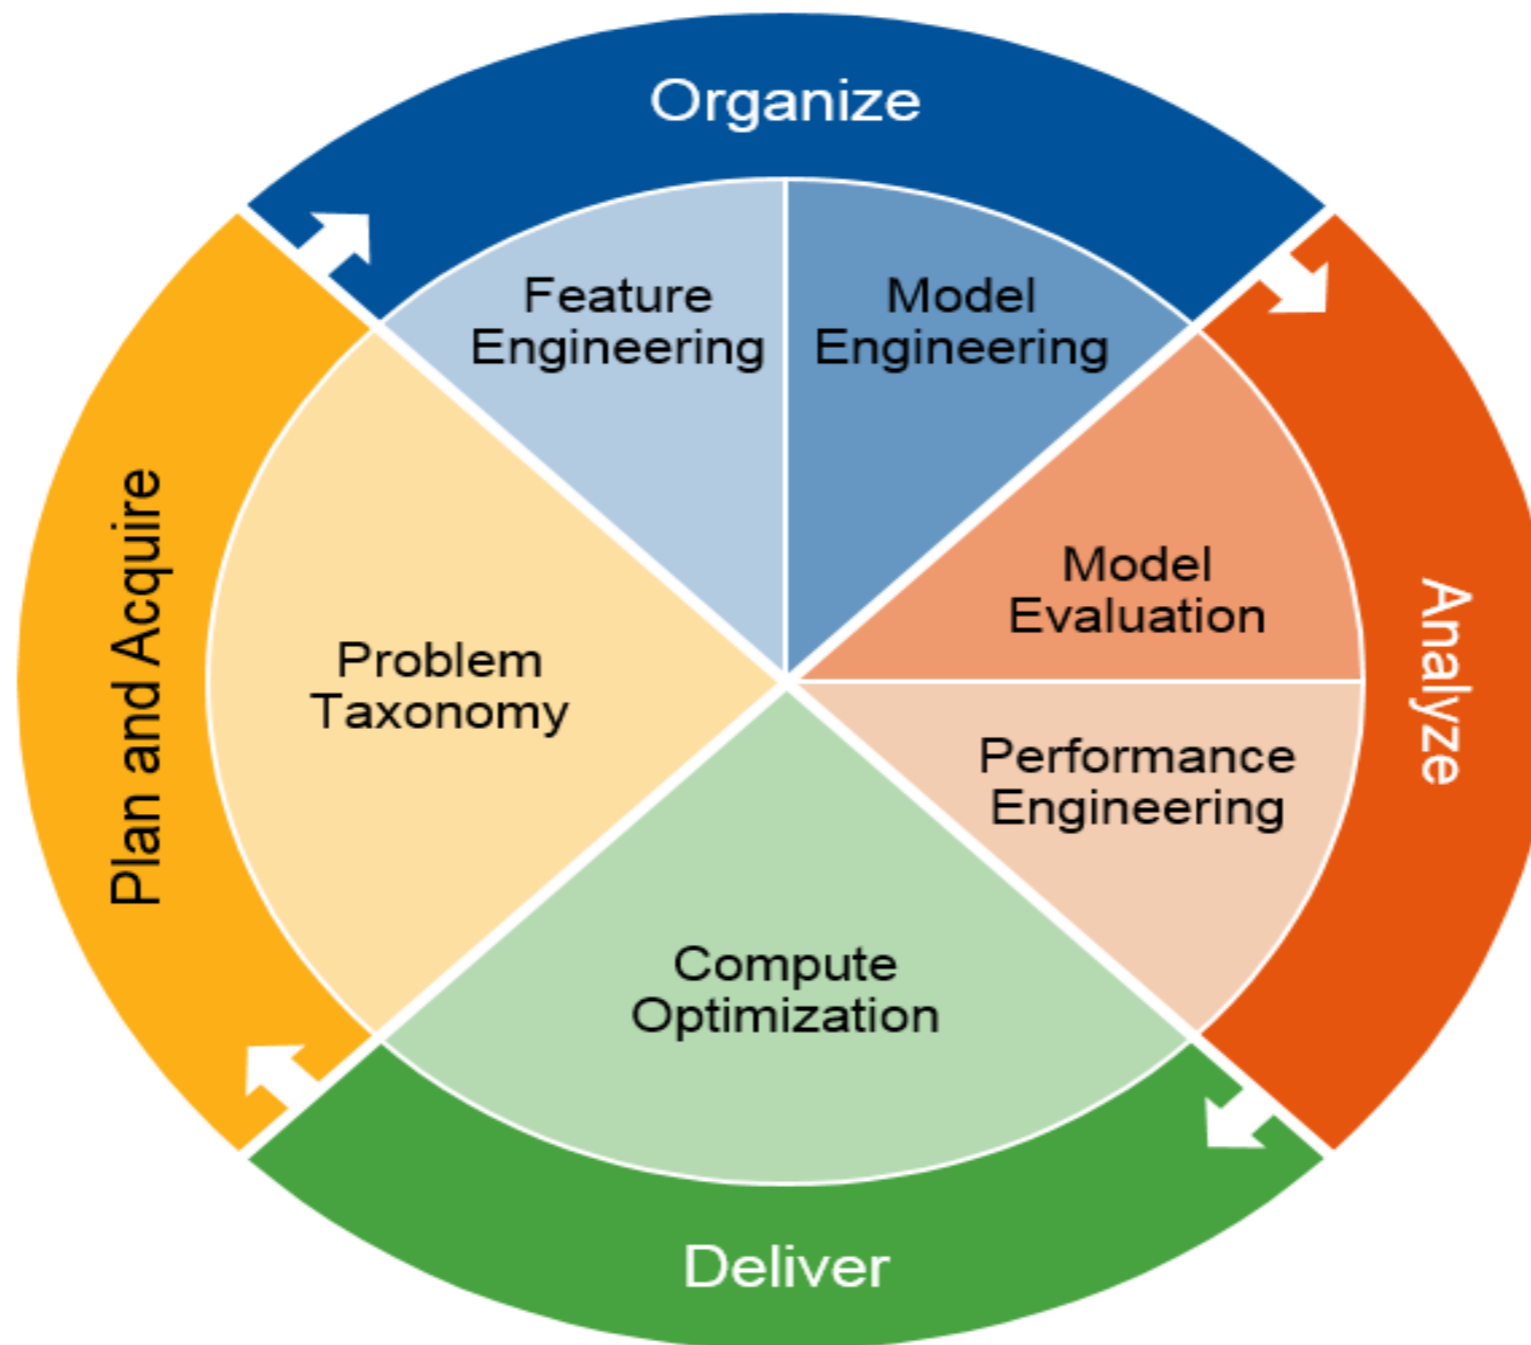 Organize
Feature
Engineering
Model
Engineering
Plan and Acquire
Problem
Taxonomy
Model
Evaluation
Performance
Engineering
Analyze
Compute
Optimization
Deliver